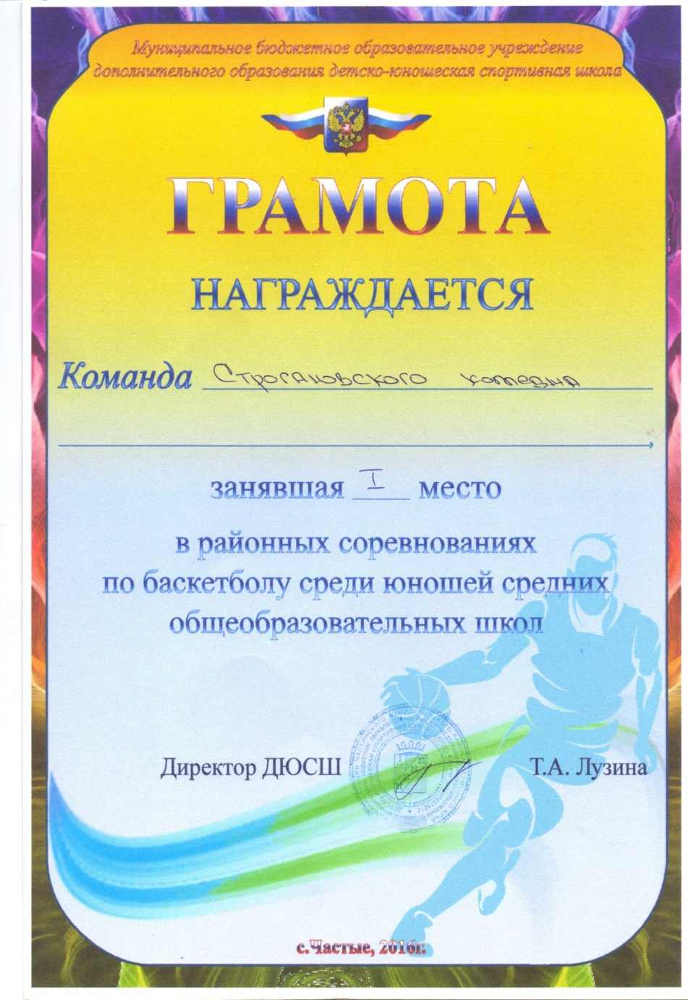 Муниципальное бюджетное образовательное учреждение
дополнительного образования детско-юношеская спортивная школа
ГРАМОТА
НАГРАЖДАЕТСЯ
Команда Строгановского колледжа
,
занявшая I место
в районных соревнованиях
по баскетболу среди юношей средних
общеобразовательных школ
Директор ДЮСШ Т.А. Лузина
с.Частые, 2016г.